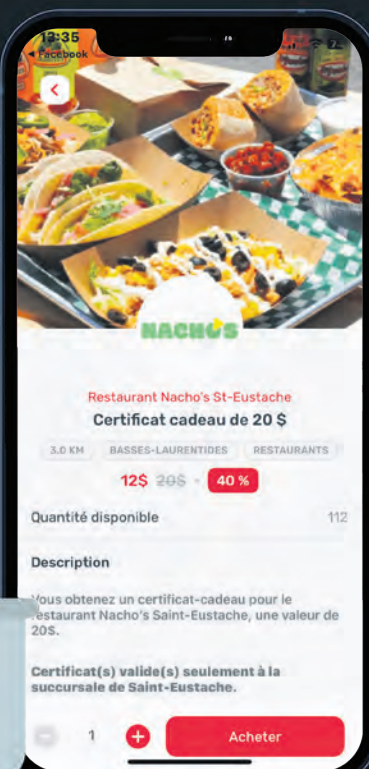 13:35
◂ Facebook
NACHO'S
Restaurant Nacho's St-Eustache
Certificat cadeau de 20 $
3.0 KM BASSES-LAURENTIDES RESTAURANTS
12$ 20$ - 40 %
Quantité disponible 112
Description
Vous obtenez un certificat-cadeau pour le
restaurant Nacho's Saint-Eustache, une valeur de
20$.
Certificat(s) valide(s) seulement à la
succursale de Saint-Eustache.
1 Acheter